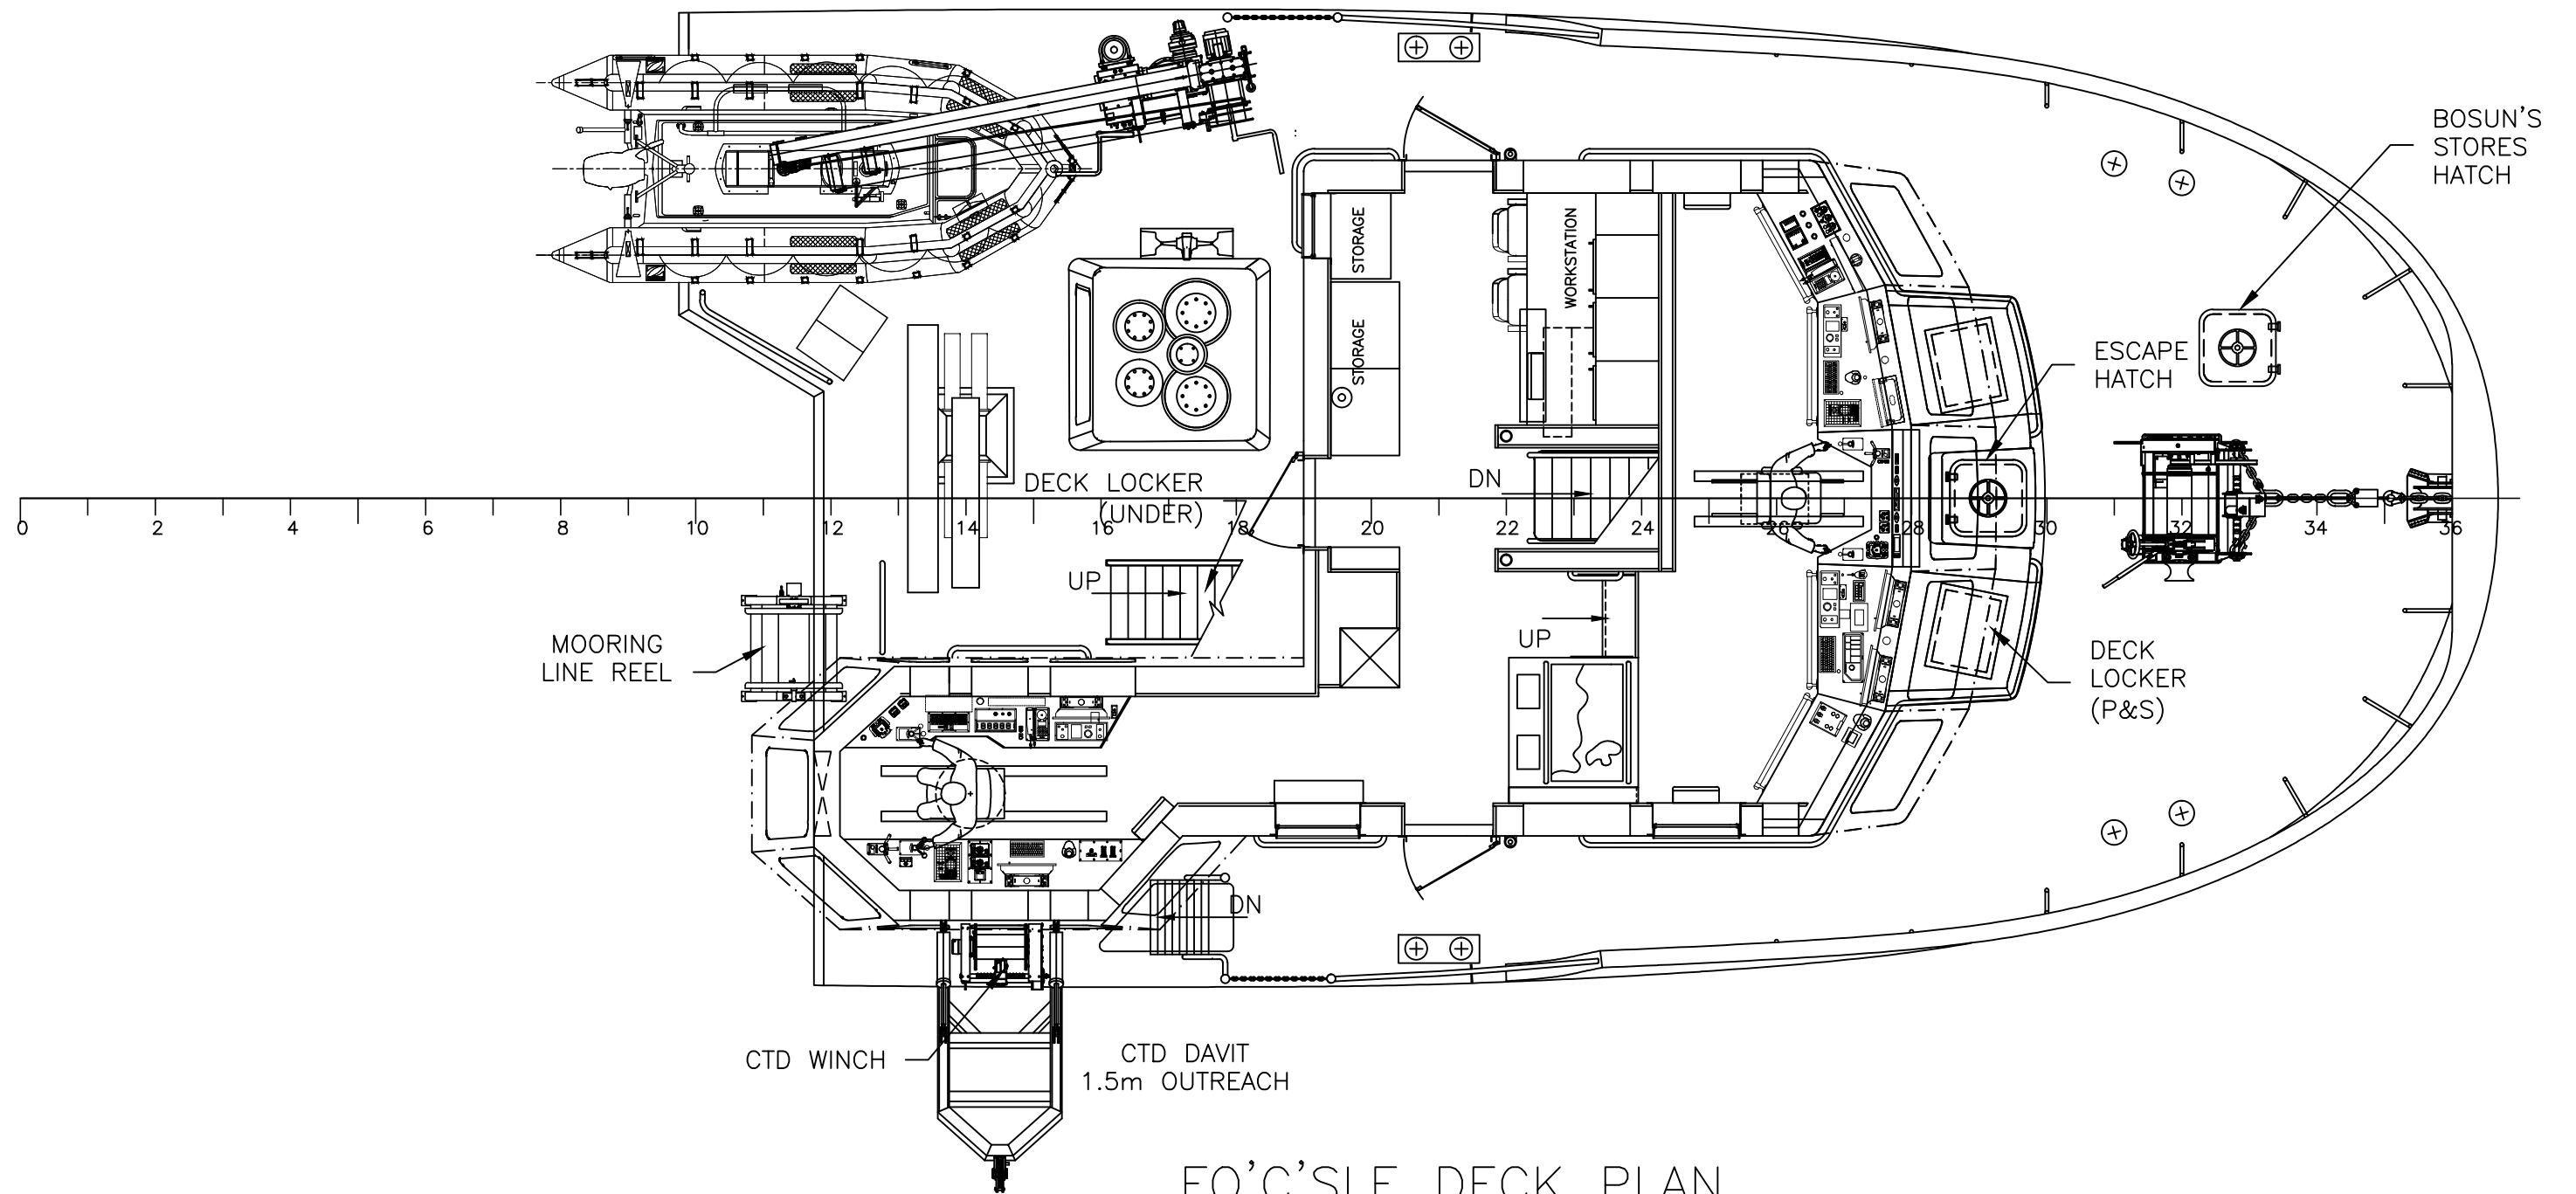 BOSUN'S
STORES
HATCH
STORAGE
WORKSTATION
STORAGE
ESCAPE
HATCH
DN
DECK LOCKER
(UNDER)
0
2
4
6
8
10
12
14
16
18
20
22
24
26
28
30
32
34
36
UP
UP
MOORING
LINE REEL
DECK
LOCKER
(P&S)
DN
CTD WINCH
CTD DAVIT
1.5m OUTREACH
FO'C'SLE DECK PLAN